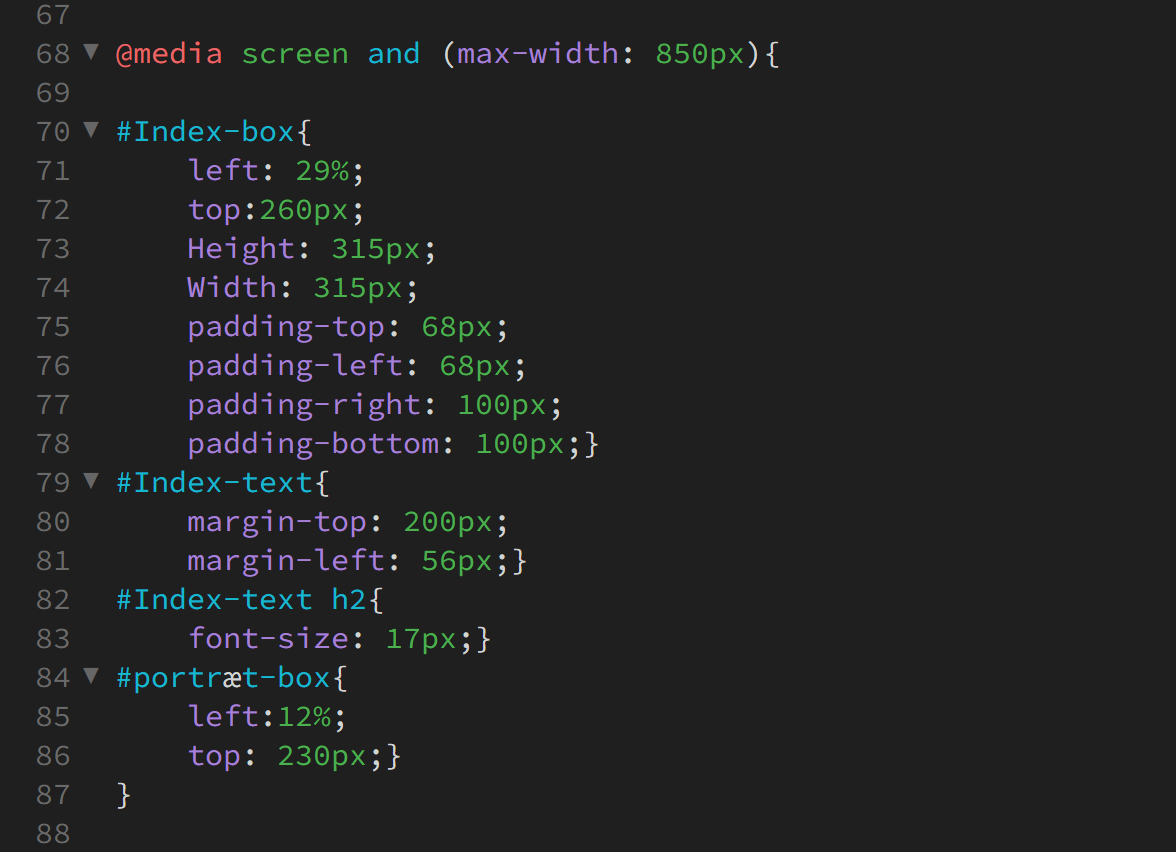 67
68 ▼ @media screen and (max-width: 850px){
69
70 ▼ #Index-box{
71     left: 29%;
72     top:260px;
73     Height: 315px;
74     Width: 315px;
75     padding-top: 68px;
76     padding-left: 68px;
77     padding-right: 100px;
78     padding-bottom: 100px;}
79 ▼ #Index-text{
80     margin-top: 200px;
81     margin-left: 56px;}
82 #Index-text h2{
83     font-size: 17px;}
84 ▼ #portræt-box{
85     left:12%;
86     top: 230px;}
87 }
88